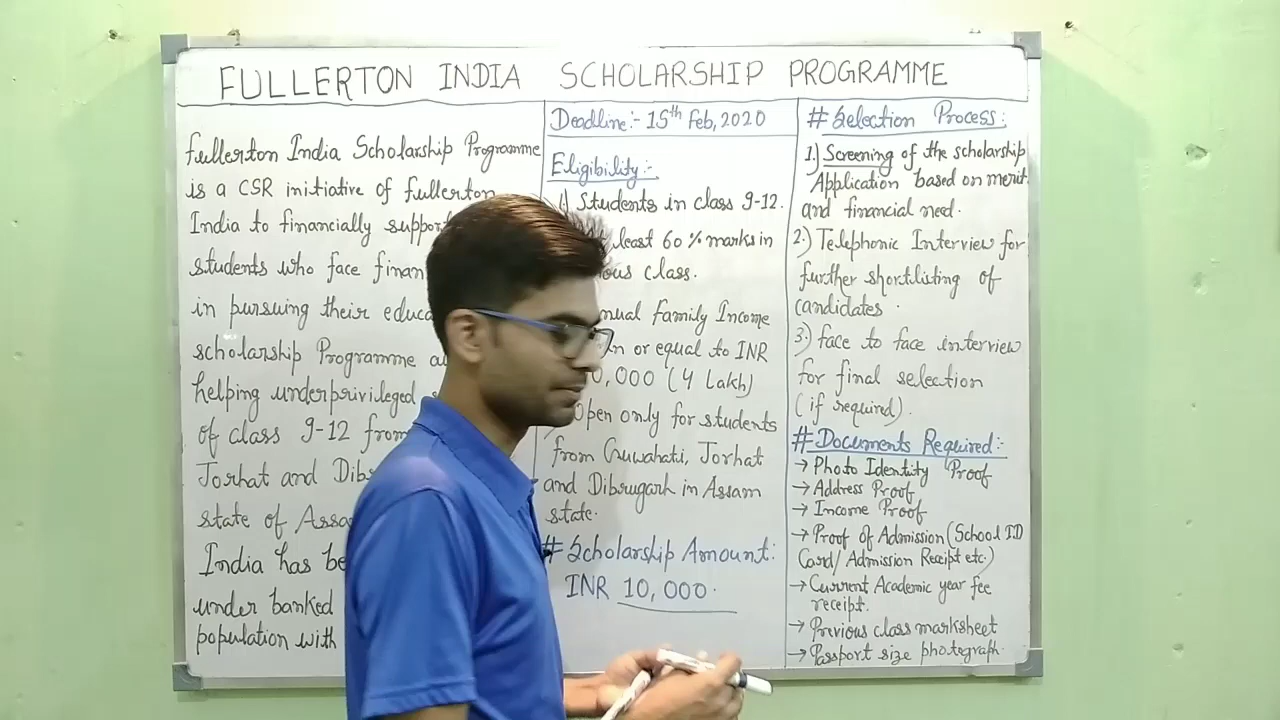 FULLERTON INDIA SCHOLARSHIP PROGRAMME
fullerton India Scholarship Programme
is a CSR initiative of fullerton
India to financially support
students who face
in pursuing their
scholarship Programme
helping underprivileged
of class 9-12 from
Jorhat and
state of
India has
under banked
population with
Deadline:- 15th Feb, 2020
Eligibility:-
1) Students in class 9-12.
least 60% marks in
class.
family Income
or equal to INR
0,000 (4 Lakh)
Open only for students
from Guwahati, Jorhat
and Dibrugarh in Assam
state.
# Scholarship Amount:
INR 10,000.
# Selection Process:
1.) Screening of the scholarship
Application based on merit
and financial need.
2.) Telephonic Interview for
further shortlisting of
candidates.
3.) face to face interview
for final selection
(if required).
# Documents Required:-
→ Photo Identity Proof
→ Address Proof
→ Income Proof
→ Proof of Admission (School ID
Card/ Admission Receipt etc.)
→ Current Academic year fee
receipt.
→ Previous class marksheet
→ Passport size photograph.